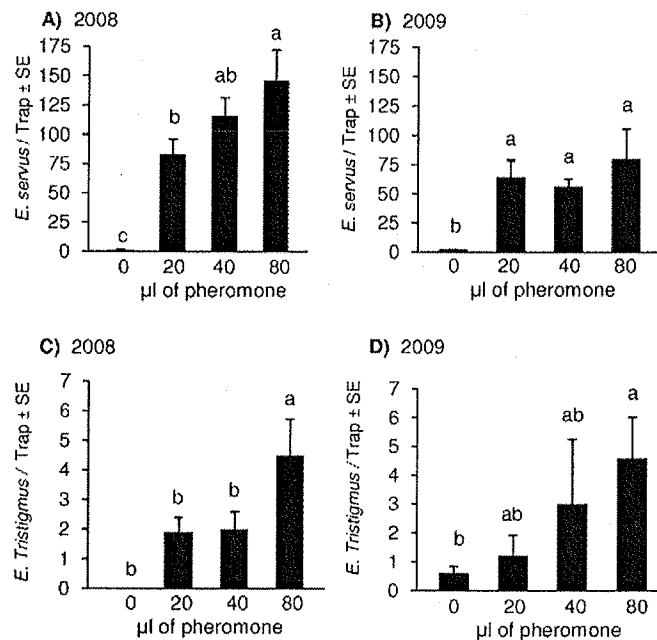 A) 2008
B) 2009
E. servus / Trap ± SE
175
150
125
100
75
50
25
0
c
b
ab
a
0 20 40 80
µl of pheromone
E. servus / Trap ± SE
175
150
125
100
75
50
25
0
b
a
a
a
0 20 40 80
µl of pheromone
C) 2008
D) 2009
E. Tristigmus / Trap ± SE
7
6
5
4
3
2
1
0
b
b
b
a
0 20 40 80
µl of pheromone
E. Tristigmus / Trap ± SE
7
6
5
4
3
2
1
0
b
ab
ab
a
0 20 40 80
µl of pheromone